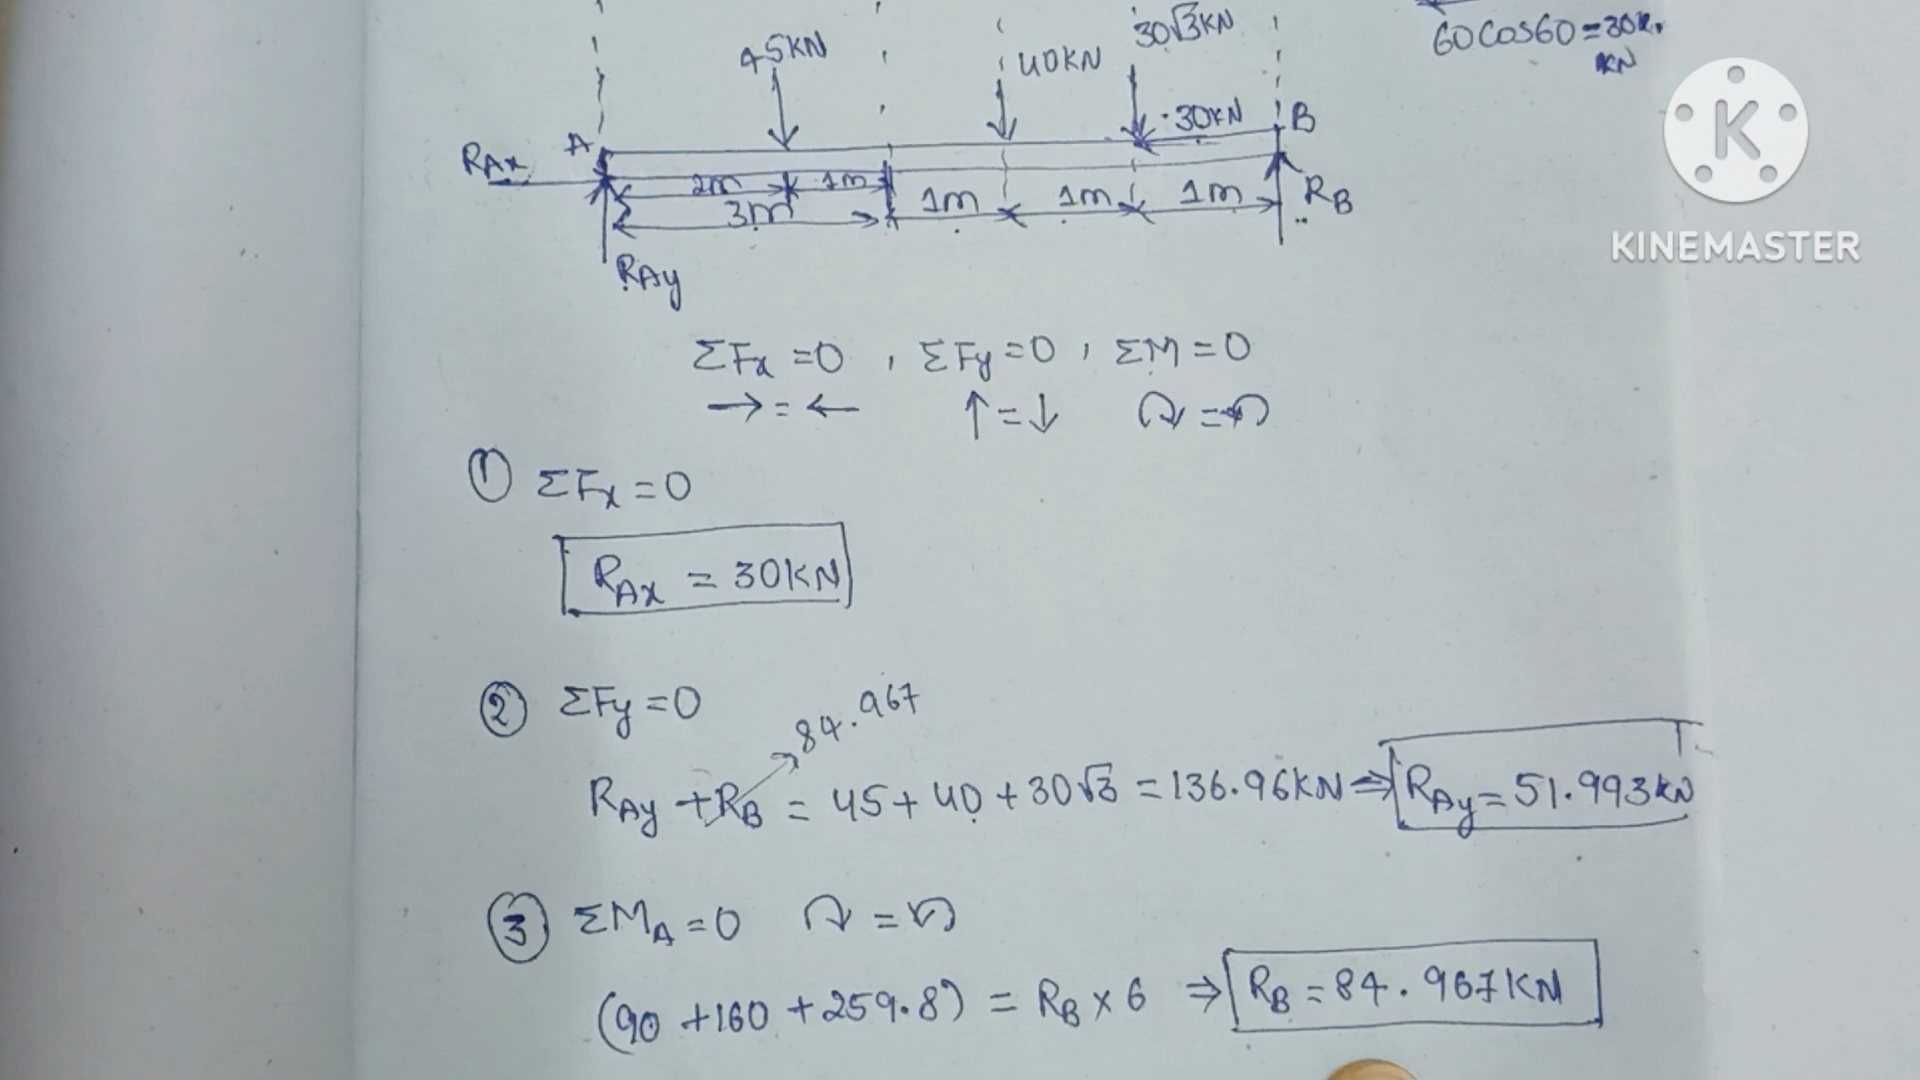 30√3KN
60cos60=30K.
KN
45KN
40KN
30KN
B
A
RAx
2m
1m
3m
1m
1m
1m
RB
RAy
K
KINEMASTER
ΣFx=0, ΣFy=0, ΣM=0
→=← ↑=↓ ↷=↶
① ΣFx=0
RAx = 30KN
② ΣFy=0
84.967
RAy+RB = 45+40+30√3 = 136.96KN ⇒ RAy=51.993KN
③ ΣMA=0 ↷=↶
(90+160+259.8) = RB×6 ⇒ RB=84.967KN